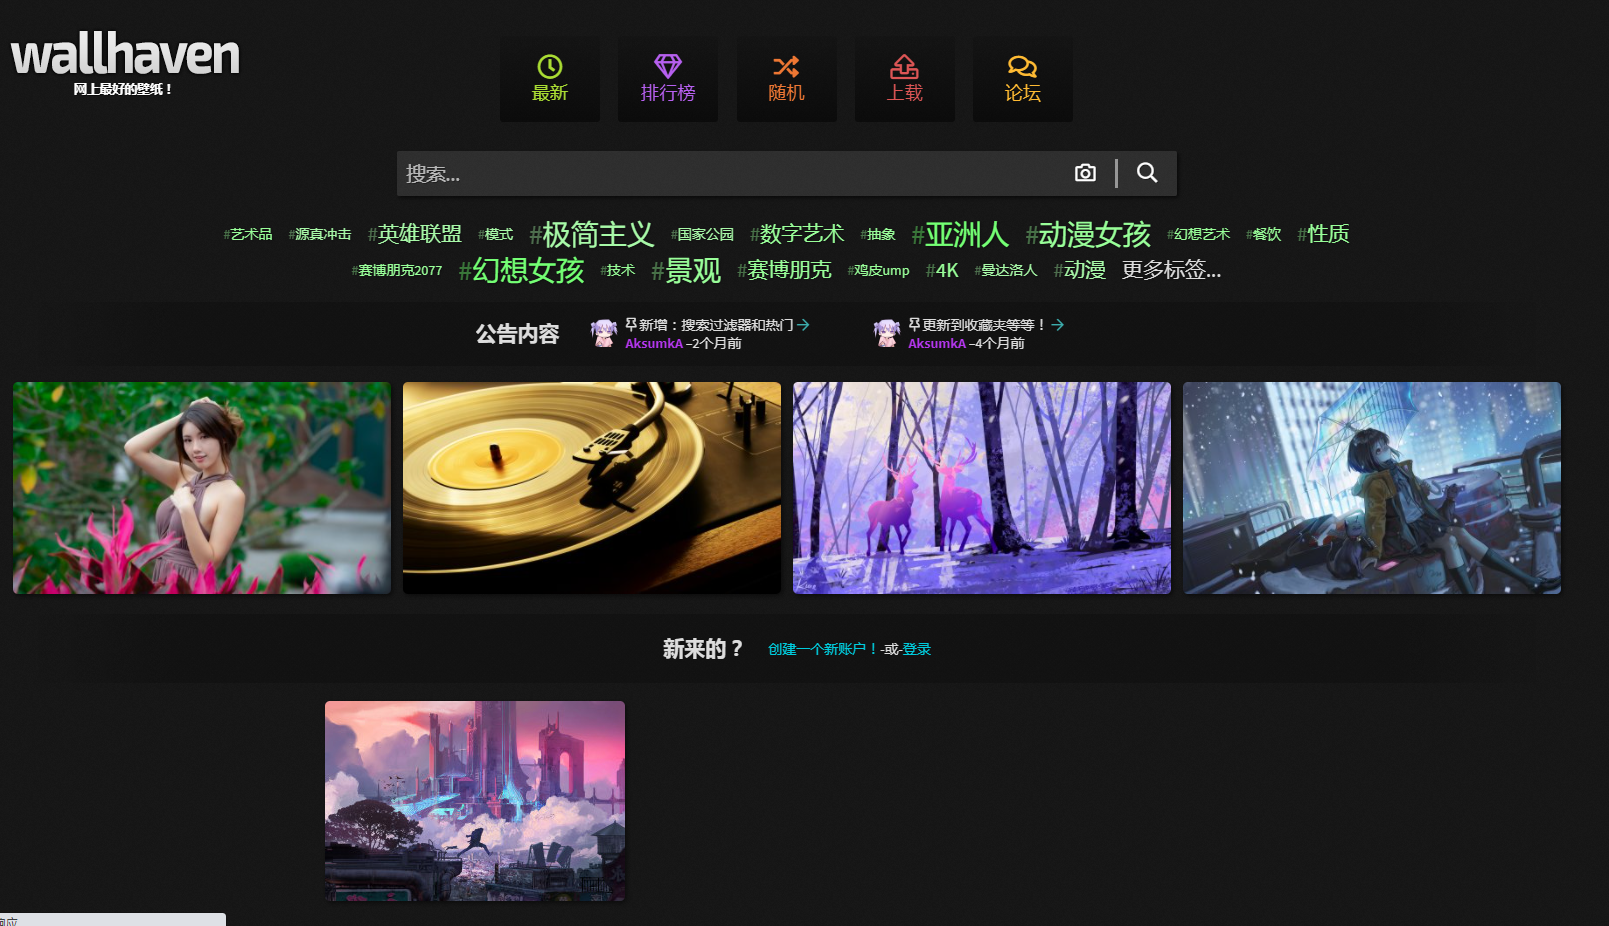 wallhaven
网上最好的壁纸！
最新 排行榜 随机 上载 论坛
搜索...
#艺术品 #源真冲击 #英雄联盟 #模式 #极简主义 #国家公园 #数字艺术 #抽象 #亚洲人 #动漫女孩 #幻想艺术 #餐饮 #性质
#赛博朋克2077 #幻想女孩 #技术 #景观 #赛博朋克 #鸡皮ump #4K #曼达洛人 #动漫 更多标签...
公告内容
新增：搜索过滤器和热门
AksumkA –2个月前
更新到收藏夹等等！
AksumkA –4个月前
新来的？ 创建一个新账户！-或-登录